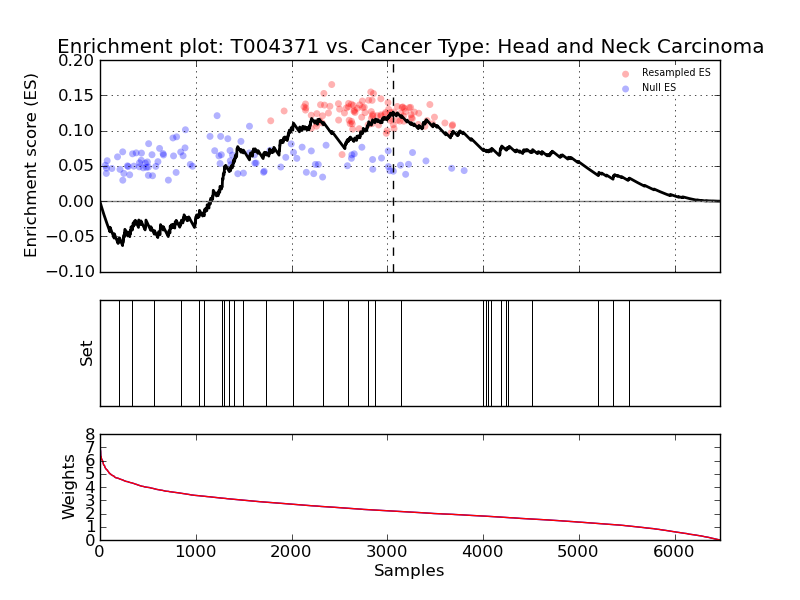 Enrichment plot: T004371 vs. Cancer Type: Head and Neck Carcinoma
Enrichment score (ES)
0.20
0.15
0.10
0.05
0.00
−0.05
−0.10
Resampled ES
Null ES
Set
Weights
8
7
6
5
4
3
2
1
0
0 1000 2000 3000 4000 5000 6000
Samples